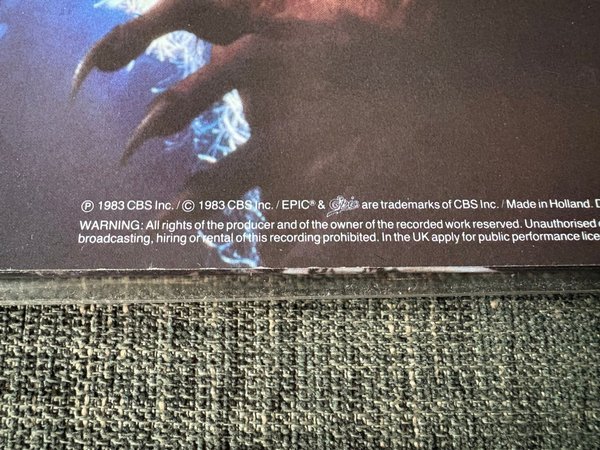 Ⓟ 1983 CBS Inc. / © 1983 CBS Inc. / EPIC® & Epic are trademarks of CBS Inc. / Made in Holland. D
WARNING: All rights of the producer and of the owner of the recorded work reserved. Unauthorised
broadcasting, hiring or rental of this recording prohibited. In the UK apply for public performance lice